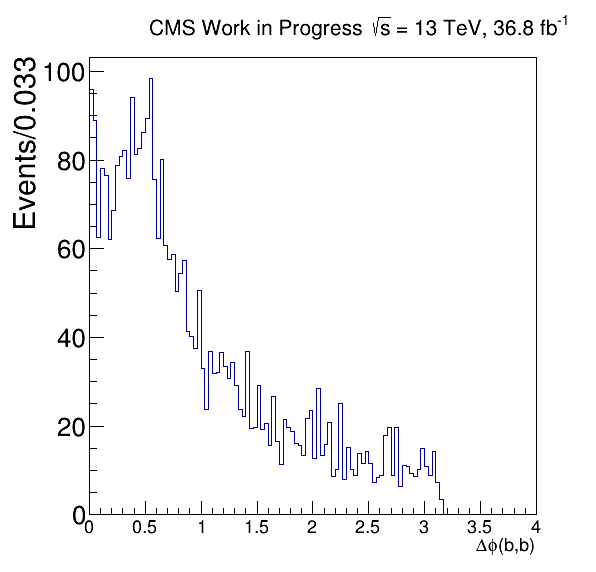 CMS Work in Progress √s = 13 TeV, 36.8 fb⁻¹
Events/0.033
100
80
60
40
20
0
0 0.5 1 1.5 2 2.5 3 3.5 4
Δϕ(b,b)